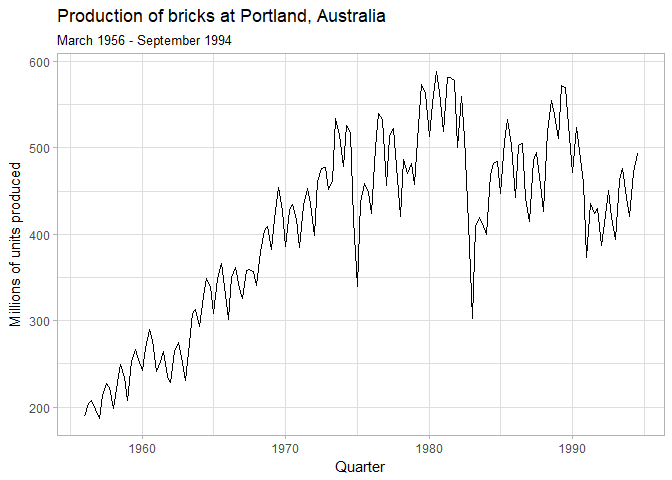 Production of bricks at Portland, Australia
March 1956 - September 1994
600
500
400
300
200
Millions of units produced
1960 1970 1980 1990
Quarter